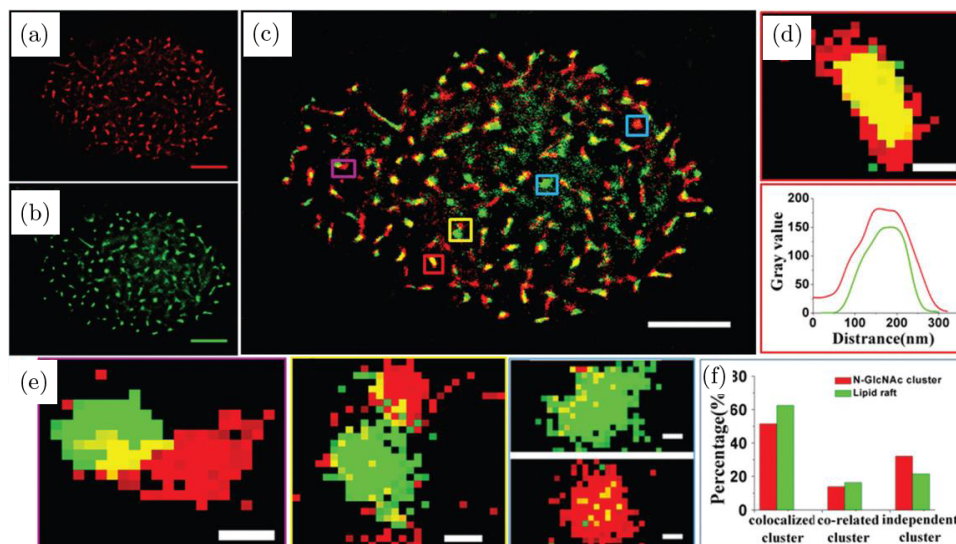 (a)
(b)
(c)
(d)
200
150
100
50
0
Gray value
0 100 200 300
Distrance(nm)
(e)
(f)
Percentage(%
80
60
40
20
0
N-GlcNAc cluster
Lipid raft
colocalized co-related independent
cluster cluster cluster